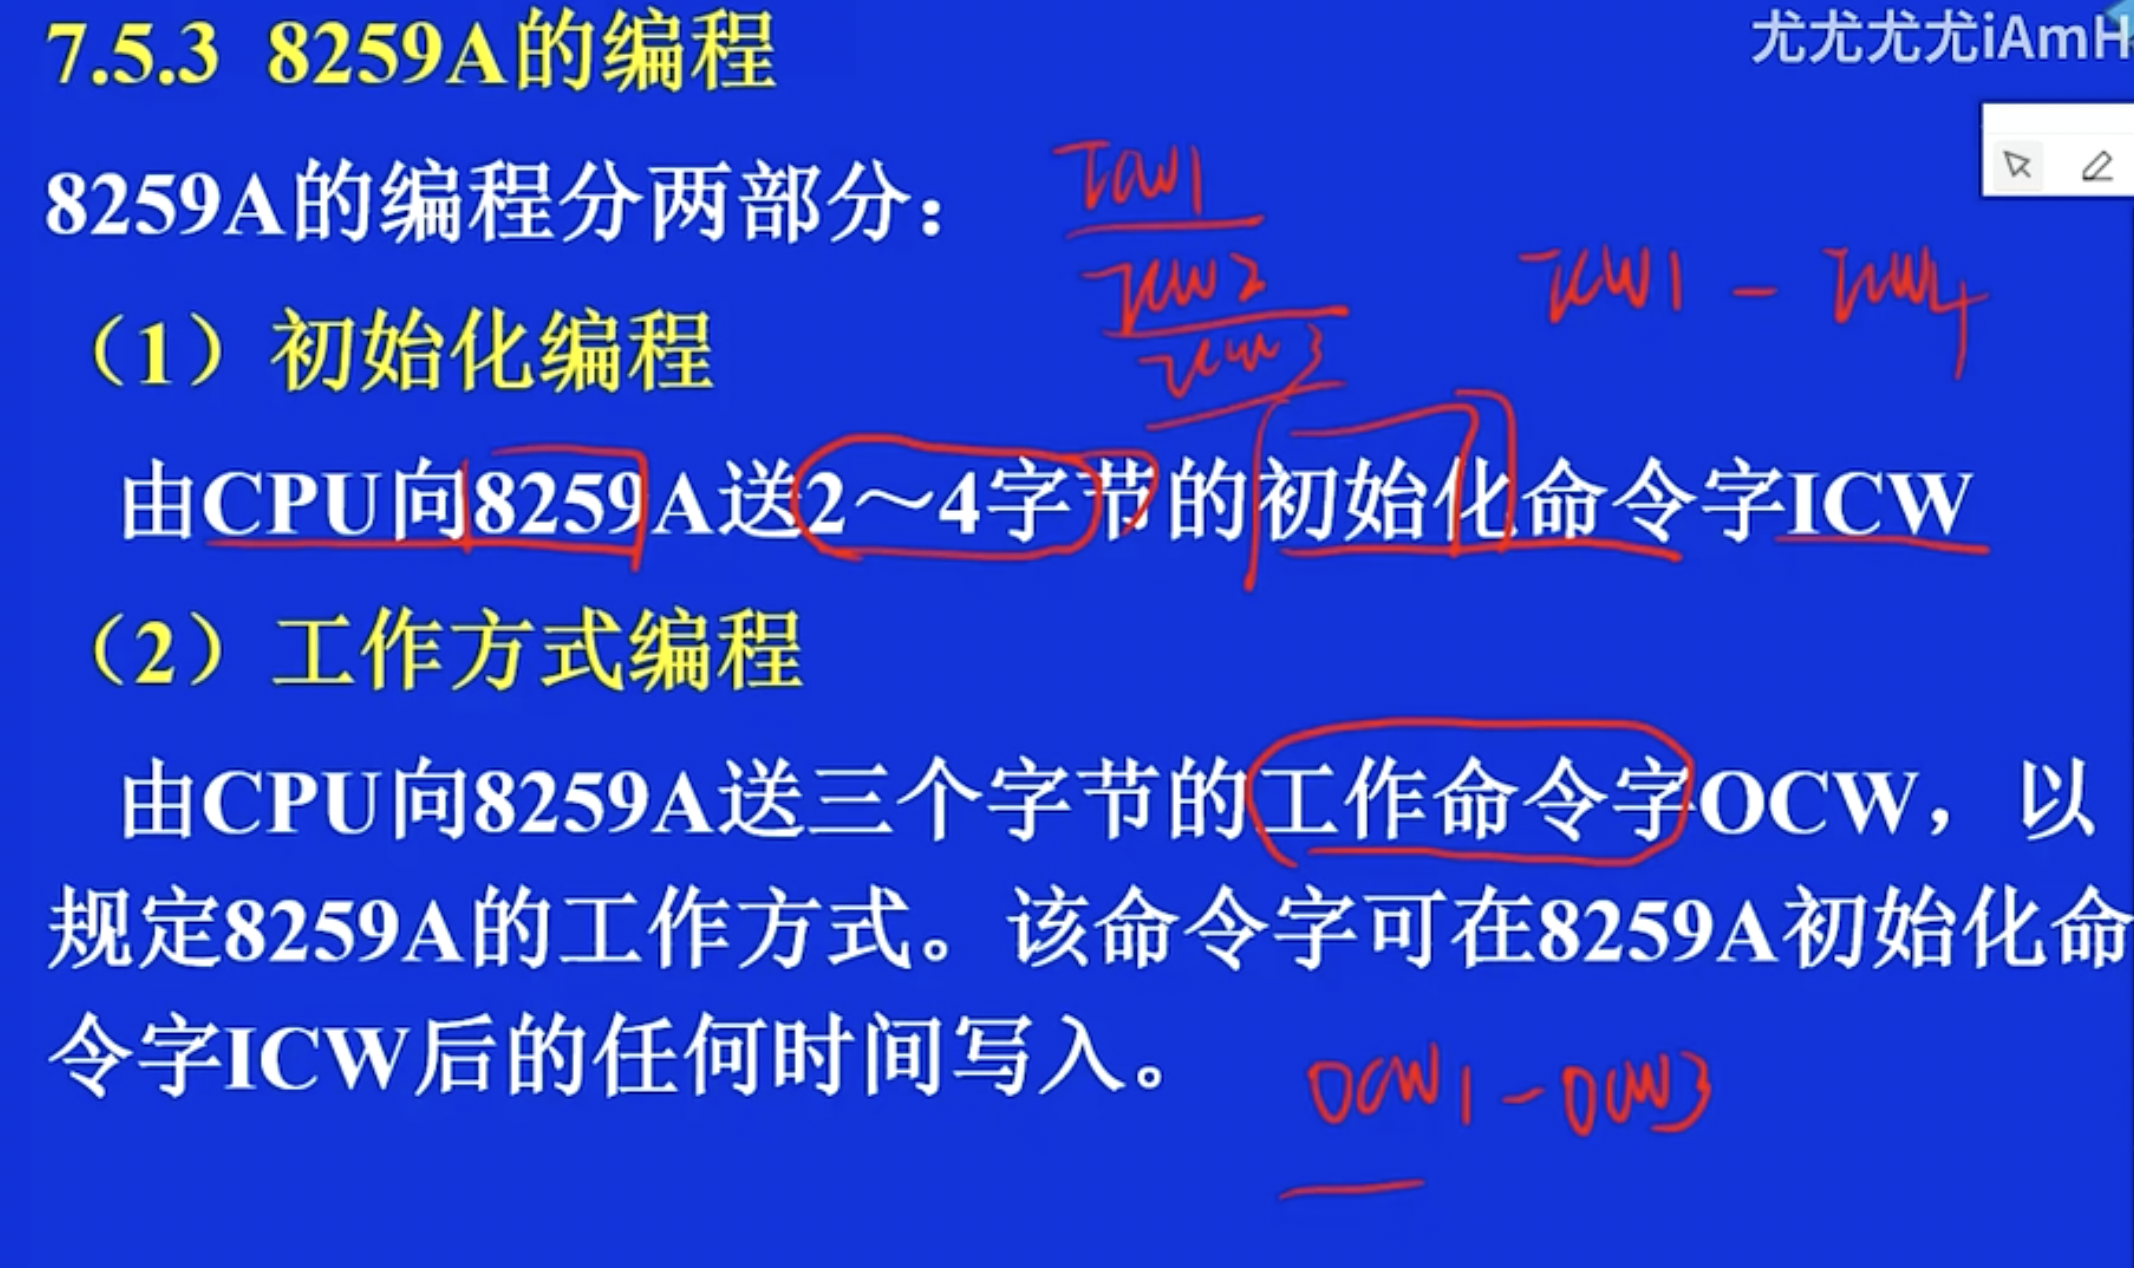 7.5.3 8259A的编程
尤尤尤尤iAmH
8259A的编程分两部分：
ICW1
ICW2
ICW3
ICW1 - ICW4
（1）初始化编程
由CPU向8259A送2～4字节的初始化命令字ICW
（2）工作方式编程
由CPU向8259A送三个字节的工作命令字OCW，以
规定8259A的工作方式。该命令字可在8259A初始化命
令字ICW后的任何时间写入。
OCW1-OCW3